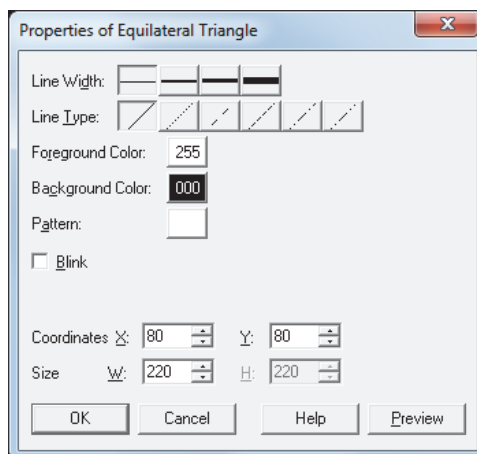 Properties of Equilateral Triangle
Line Width:
Line Type:
Foreground Color: 255
Background Color: 000
Pattern:
Blink
Coordinates X: 80 Y: 80
Size W: 220 H: 220
OK Cancel Help Preview